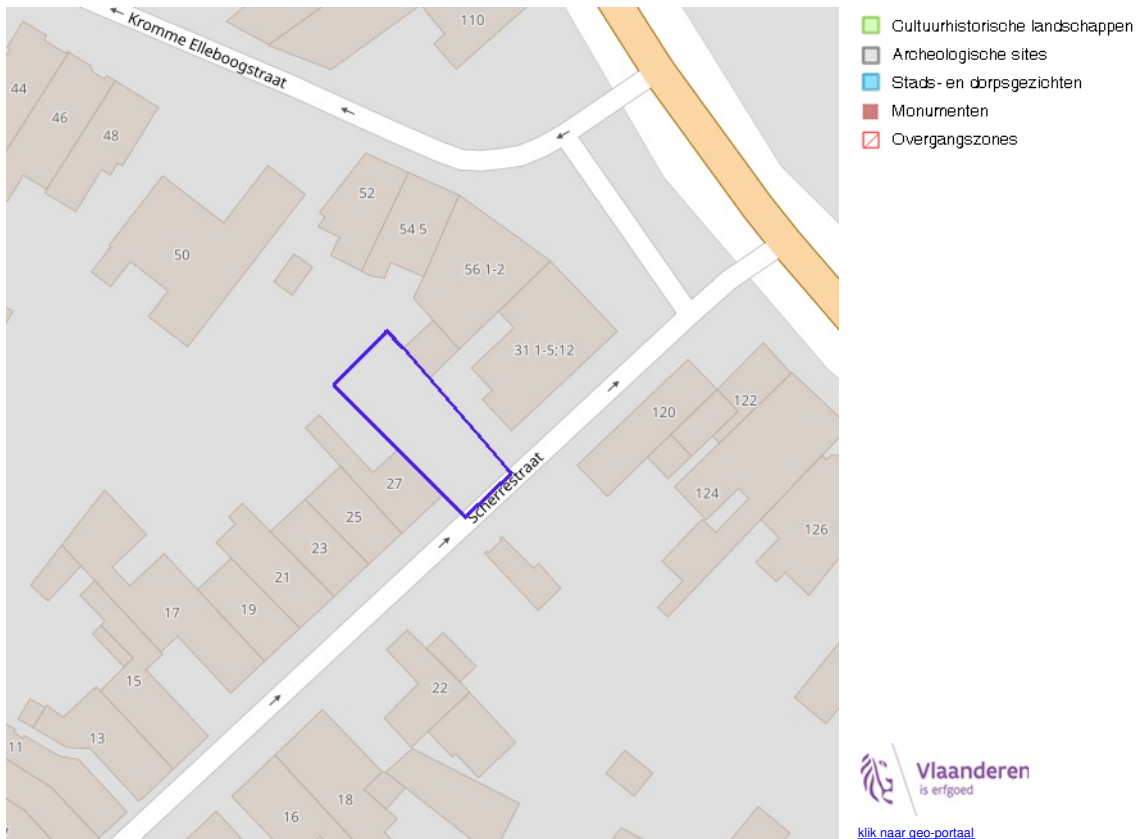 110
Kromme Elleboogstraat
44
46
48
52
54 5
50
56 1-2
31 1-5;12
122
120
27
Scherrestraat
124
25
126
23
21
19
17
15
22
13
11
18
16
Cultuurhistorische landschappen
Archeologische sites
Stads- en dorpsgezichten
Monumenten
Overgangszones
Vlaanderen
is erfgoed
klik naar geo-portaal